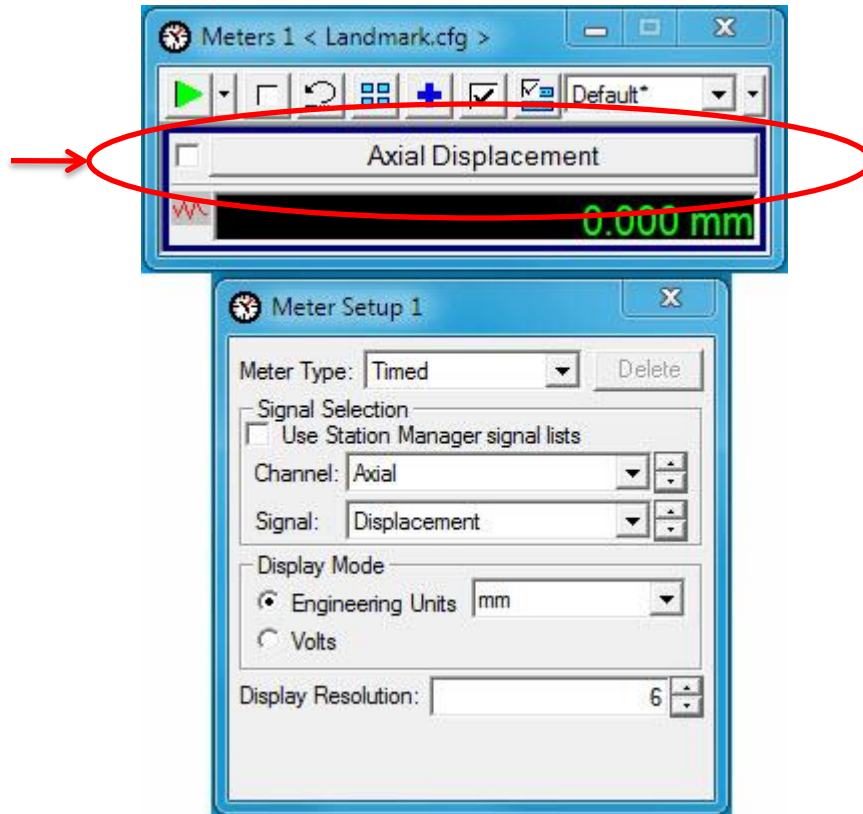 Meters 1 < Landmark.cfg >
Default*
Axial Displacement
0.000 mm
Meter Setup 1
Meter Type: Timed Delete
Signal Selection
Use Station Manager signal lists
Channel: Axial
Signal: Displacement
Display Mode
Engineering Units mm
Volts
Display Resolution: 6